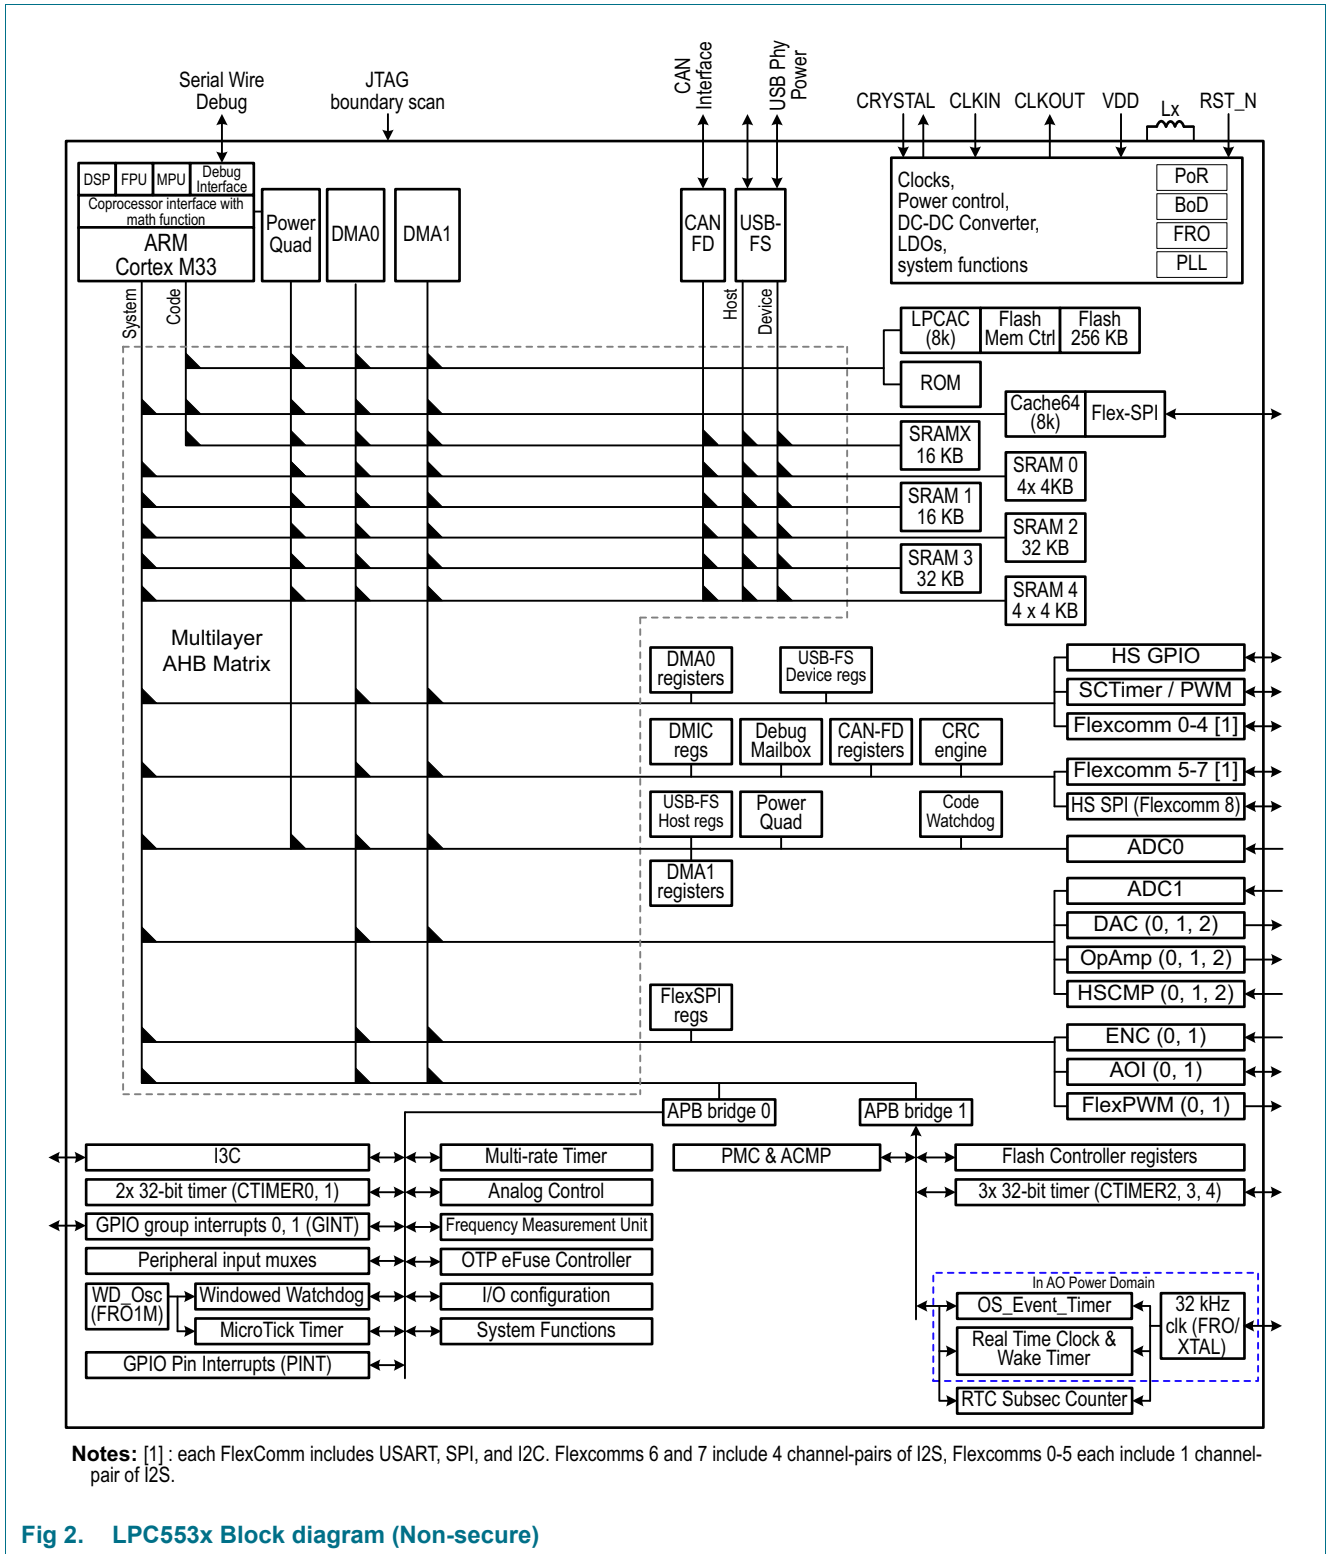 Serial Wire
Debug
JTAG
boundary scan
CAN
Interface
USB Phy
Power
CRYSTAL
CLKIN
CLKOUT
VDD
Lx
RST_N
DSP
FPU
MPU
Debug
Interface
Coprocessor interface with
math function
ARM
Cortex M33
Power
Quad
DMA0
DMA1
CAN
FD
USB-
FS
Clocks,
Power control,
DC-DC Converter,
LDOs,
system functions
PoR
BoD
FRO
PLL
System
Code
Host
Device
LPCAC
(8k)
Flash
Mem Ctrl
Flash
256 KB
ROM
Cache64
(8k)
Flex-SPI
SRAMX
16 KB
SRAM 0
4x 4KB
SRAM 1
16 KB
SRAM 2
32 KB
SRAM 3
32 KB
SRAM 4
4 x 4 KB
Multilayer
AHB Matrix
DMA0
registers
USB-FS
Device regs
HS GPIO
SCTimer / PWM
Flexcomm 0-4 [1]
DMIC
regs
Debug
Mailbox
CAN-FD
registers
CRC
engine
Flexcomm 5-7 [1]
HS SPI (Flexcomm 8)
USB-FS
Host regs
Power
Quad
Code
Watchdog
ADC0
DMA1
registers
ADC1
DAC (0, 1, 2)
OpAmp (0, 1, 2)
HSCMP (0, 1, 2)
FlexSPI
regs
ENC (0, 1)
AOI (0, 1)
FlexPWM (0, 1)
APB bridge 0
APB bridge 1
I3C
Multi-rate Timer
PMC & ACMP
Flash Controller registers
2x 32-bit timer (CTIMER0, 1)
Analog Control
3x 32-bit timer (CTIMER2, 3, 4)
GPIO group interrupts 0, 1 (GINT)
Frequency Measurement Unit
Peripheral input muxes
OTP eFuse Controller
WD_Osc
(FRO1M)
Windowed Watchdog
I/O configuration
MicroTick Timer
System Functions
GPIO Pin Interrupts (PINT)
In AO Power Domain
OS_Event_Timer
32 kHz
clk (FRO/
XTAL)
Real Time Clock &
Wake Timer
RTC Subsec Counter
Notes: [1] : each FlexComm includes USART, SPI, and I2C. Flexcomms 6 and 7 include 4 channel-pairs of I2S, Flexcomms 0-5 each include 1 channel-
pair of I2S.
Fig 2. LPC553x Block diagram (Non-secure)